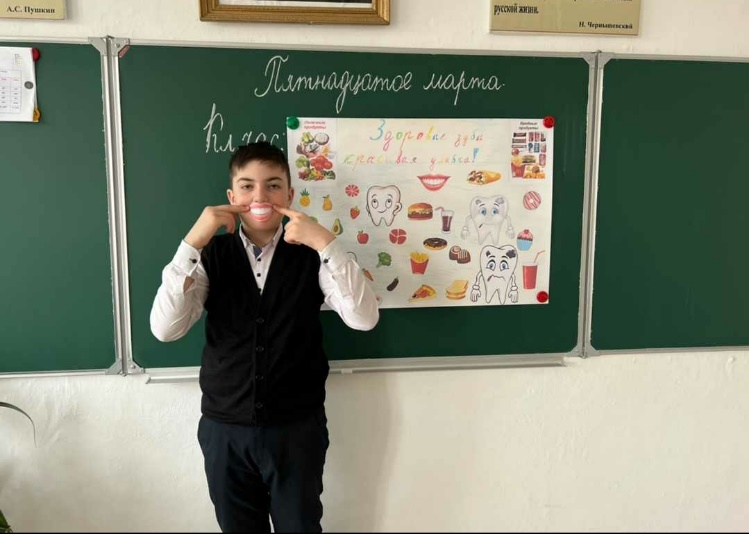 А.С. Пушкин
русской жизни.
Н. Чернышевский
Пятнадцатое марта.
Здоровые зубы
красивая улыбка!